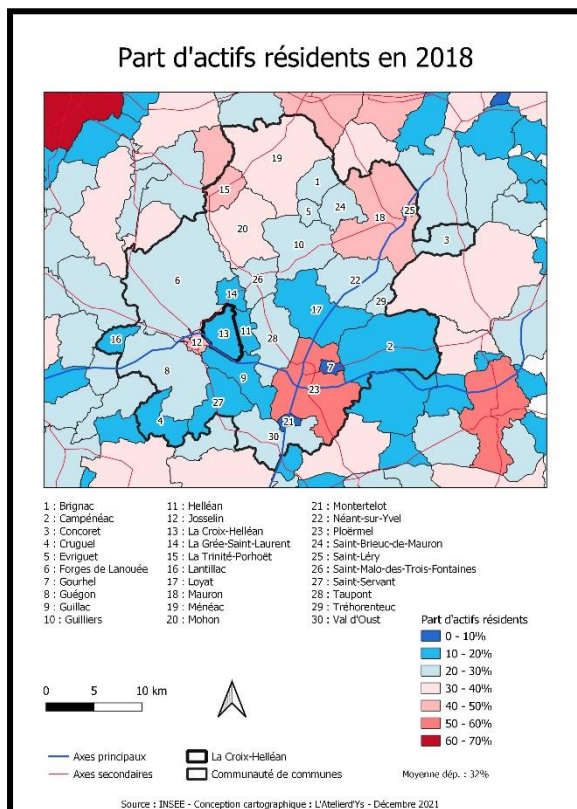 Part d'actifs résidents en 2018
19
1
15
5
24
18
25
20
10
3
6
26
22
14
29
17
16
12
13
11
28
2
8
7
9
23
27
4
21
30
1 : Brignac
2 : Campénéac
3 : Concoret
4 : Cruguel
5 : Evriguet
6 : Forges de Lanouée
7 : Gourhel
8 : Guégon
9 : Guillac
10 : Guilliers
11 : Helléan
12 : Josselin
13 : La Croix-Helléan
14 : La Grée-Saint-Laurent
15 : La Trinité-Porhoët
16 : Lantillac
17 : Loyat
18 : Mauron
19 : Ménéac
20 : Mohon
21 : Montertelot
22 : Néant-sur-Yvel
23 : Ploërmel
24 : Saint-Brieuc-de-Mauron
25 : Saint-Léry
26 : Saint-Malo-des-Trois-Fontaines
27 : Saint-Servant
28 : Taupont
29 : Tréhorenteuc
30 : Val d'Oust
Part d'actifs résidents
0 - 10%
10 - 20%
20 - 30%
30 - 40%
40 - 50%
50 - 60%
60 - 70%
0 5 10 km
Axes principaux
Axes secondaires
La Croix-Helléan
Communauté de communes
Moyenne dép. : 32%
Source : INSEE - Conception cartographique : L'Atelierd'Ys - Décembre 2021